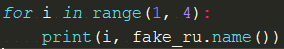 for i in range(1, 4):
    print(i, fake_ru.name())